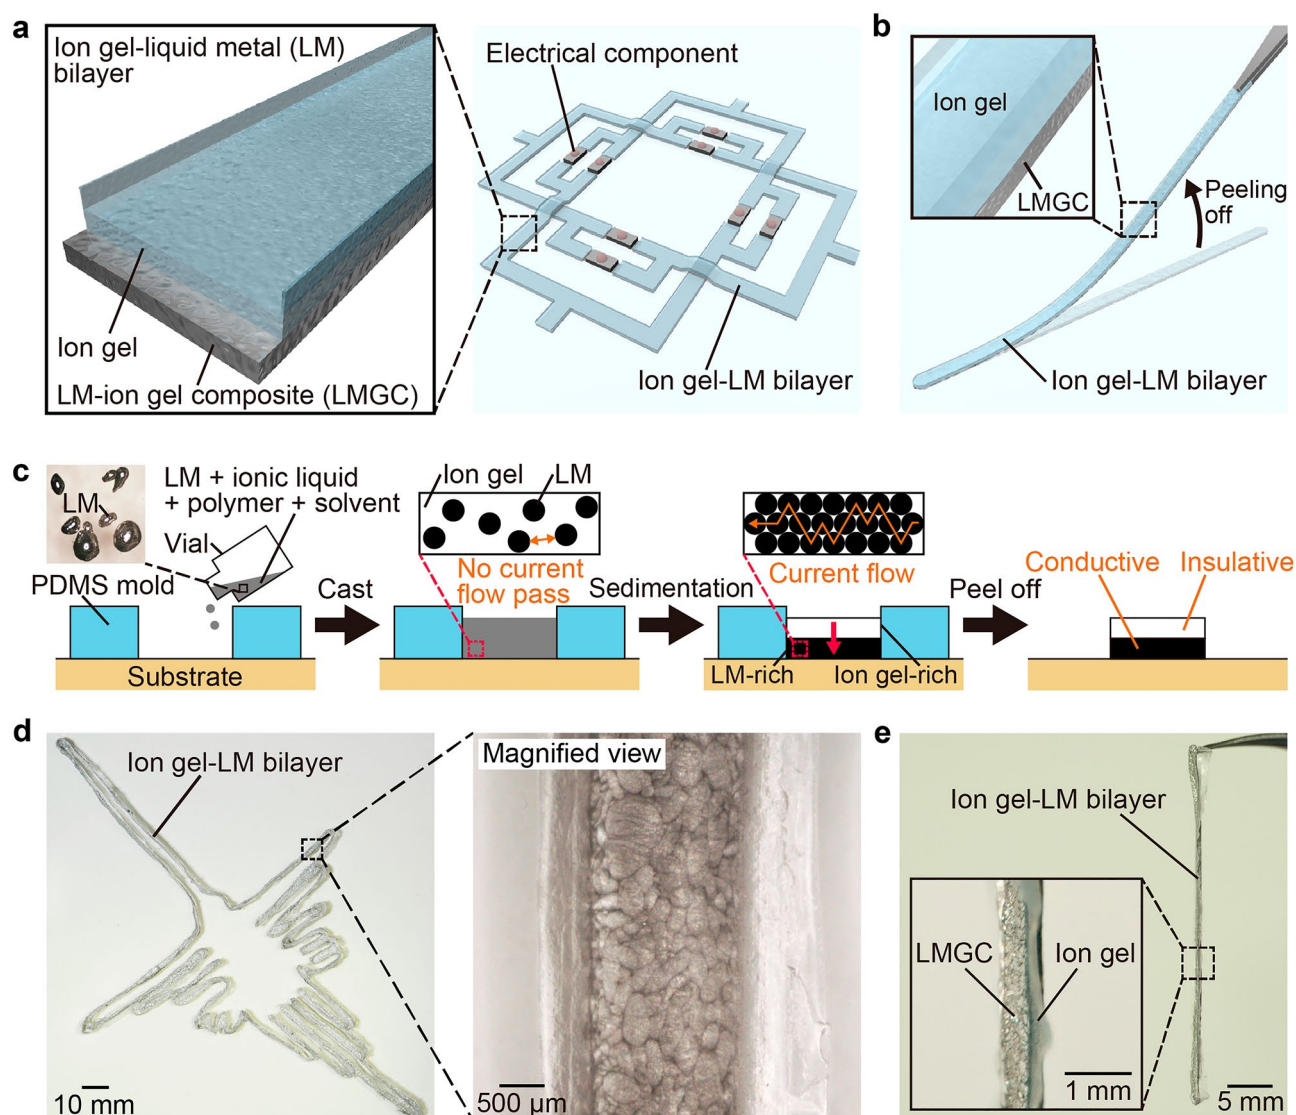 a
Ion gel-liquid metal (LM)
bilayer
Ion gel
LM-ion gel composite (LMGC)
Electrical component
Ion gel-LM bilayer
b
Ion gel
LMGC
Peeling
off
Ion gel-LM bilayer
c
LM
LM + ionic liquid
+ polymer + solvent
Vial
PDMS mold
Substrate
Cast
Ion gel
LM
No current
flow pass
Sedimentation
Current flow
LM-rich
Ion gel-rich
Peel off
Conductive
Insulative
d
Ion gel-LM bilayer
10 mm
Magnified view
500 µm
e
Ion gel-LM bilayer
LMGC
Ion gel
1 mm
5 mm